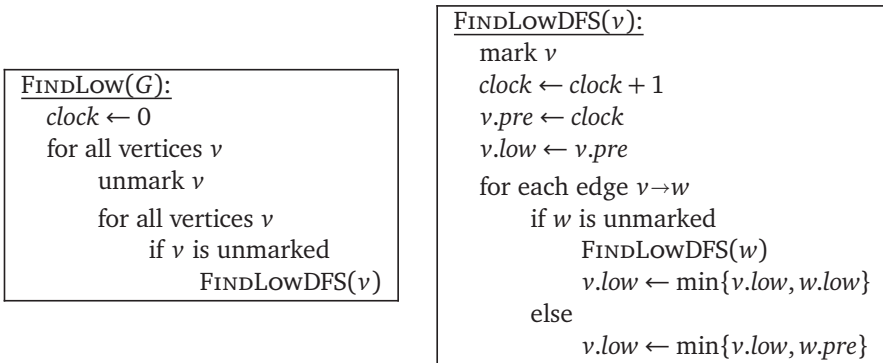 FINDLOW(G):
clock ← 0
for all vertices v
unmark v
for all vertices v
if v is unmarked
FINDLOWDFS(v)
FINDLOWDFS(v):
mark v
clock ← clock + 1
v.pre ← clock
v.low ← v.pre
for each edge v→w
if w is unmarked
FINDLOWDFS(w)
v.low ← min{v.low, w.low}
else
v.low ← min{v.low, w.pre}